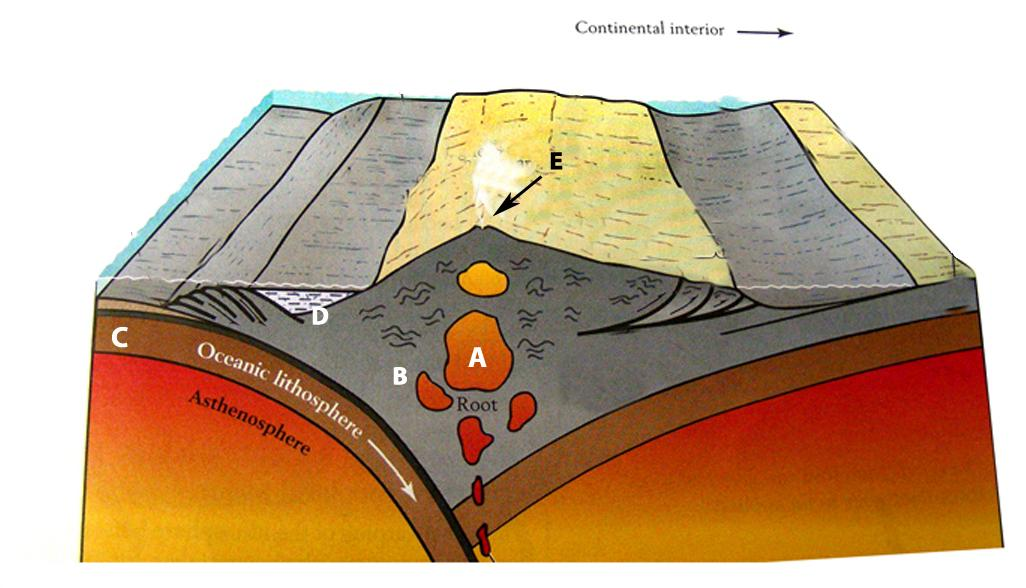 Continental interior
E
D
C
B
A
Oceanic lithosphere
Asthenosphere
Root